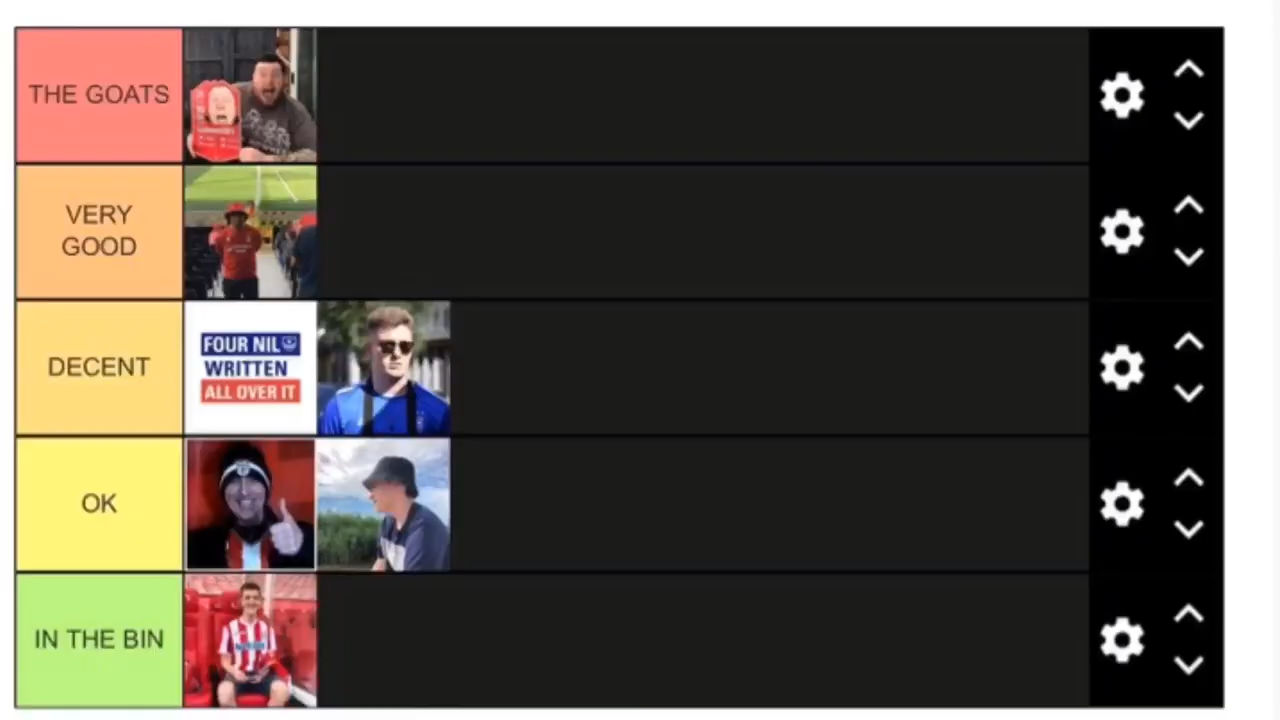 THE GOATS
VERY
GOOD
DECENT
FOUR NIL
WRITTEN
ALL OVER IT
OK
IN THE BIN